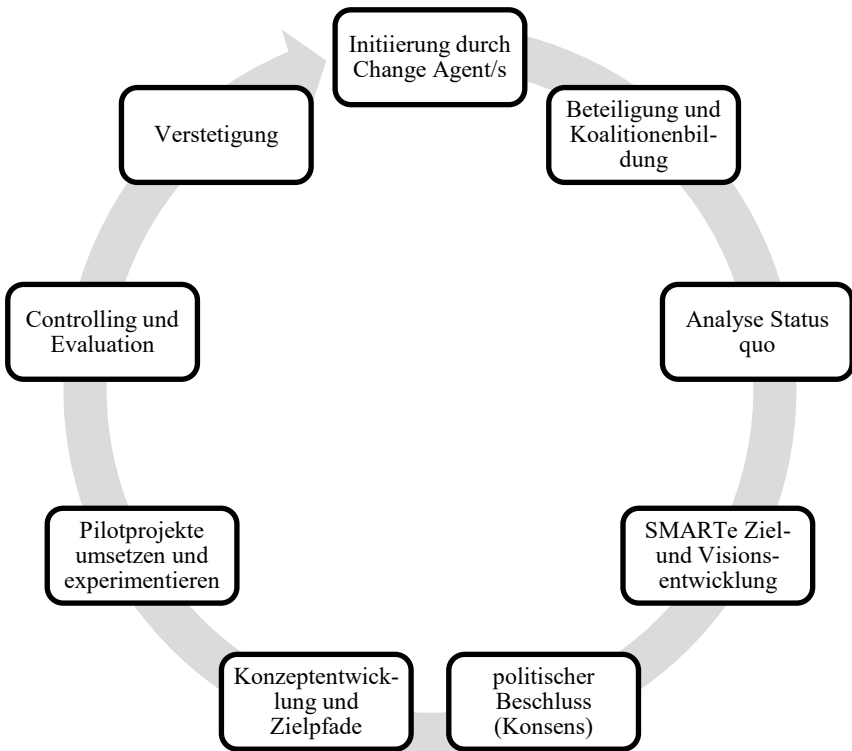 Initiierung durch
Change Agent/s
Beteiligung und
Koalitionenbil-
dung
Analyse Status
quo
SMARTe Ziel-
und Visions-
entwicklung
politischer
Beschluss
(Konsens)
Konzeptentwick-
lung und
Zielpfade
Pilotprojekte
umsetzen und
experimentieren
Controlling und
Evaluation
Verstetigung